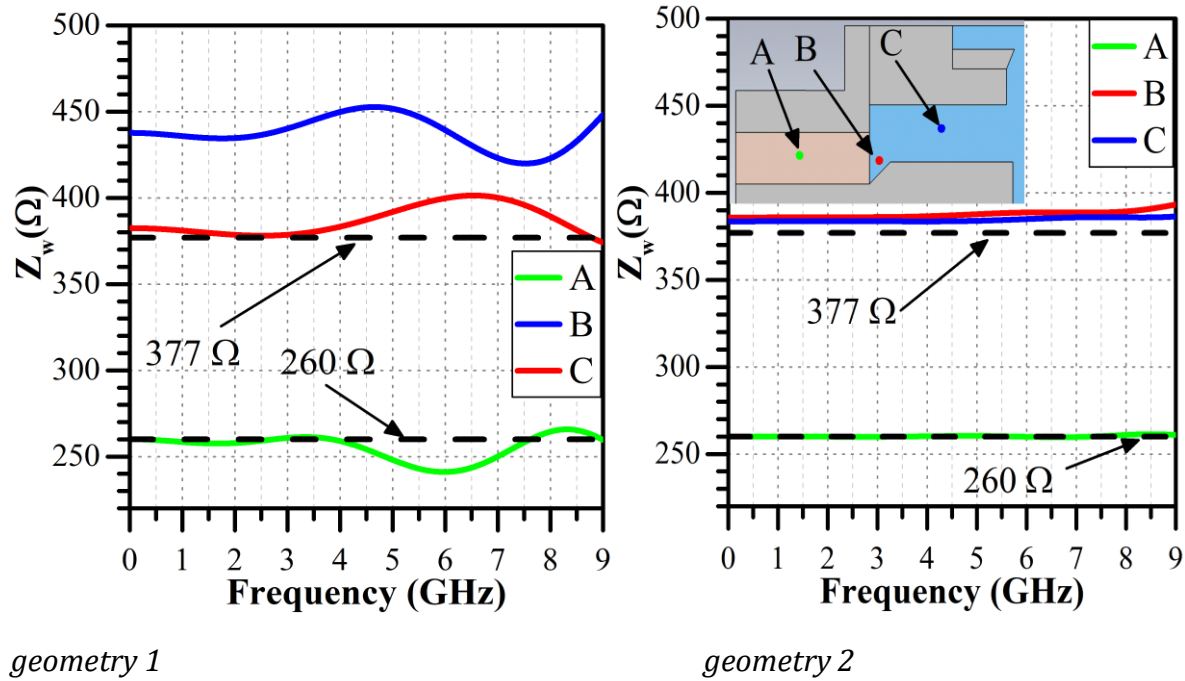 500
450
400
350
300
250
Z_w(Ω)
377 Ω
260 Ω
A
B
C
0 1 2 3 4 5 6 7 8 9
Frequency (GHz)
geometry 1
500
450
400
350
300
250
Z_w(Ω)
A B C
A
B
C
377 Ω
260 Ω
0 1 2 3 4 5 6 7 8 9
Frequency (GHz)
geometry 2